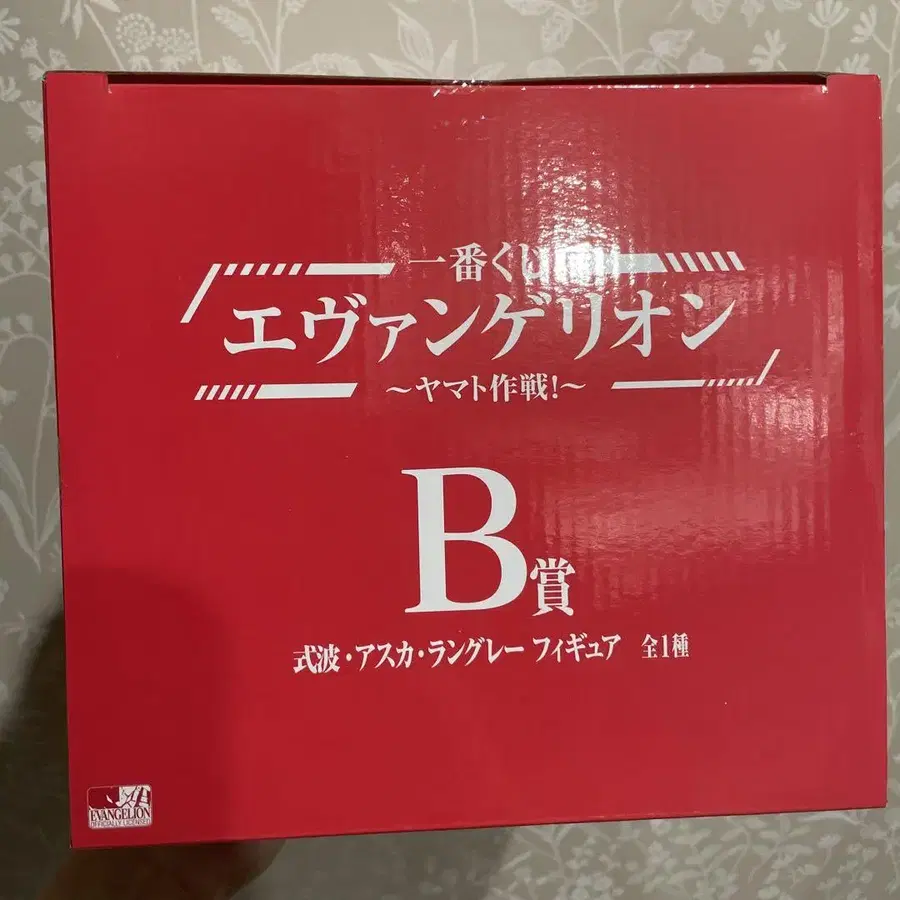 一番くじ
エヴァンゲリオン
～ヤマト作戦!～
B賞
式波・アスカ・ラングレー フィギュア 全1種
EVANGELION
OFFICIALLY LICENSED